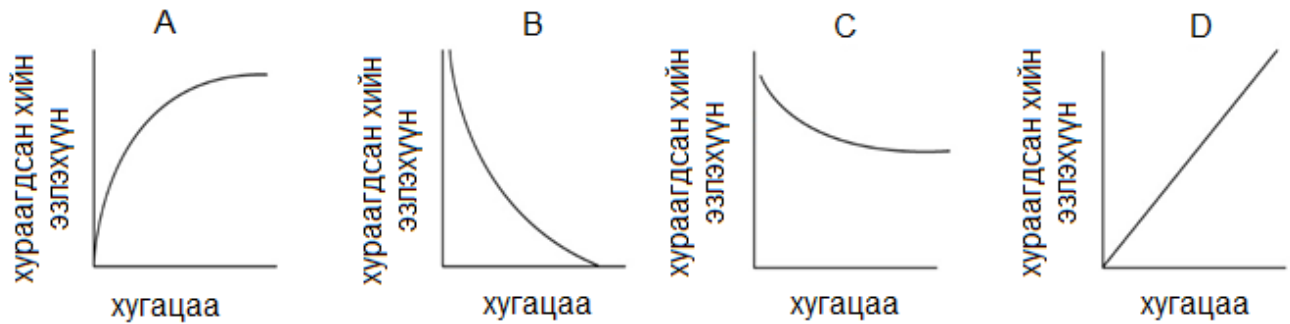 A
хураагдсан хийн
эзлэхүүн
хугацаа
B
хураагдсан хийн
эзлэхүүн
хугацаа
C
хураагдсан хийн
эзлэхүүн
хугацаа
D
хураагдсан хийн
эзлэхүүн
хугацаа